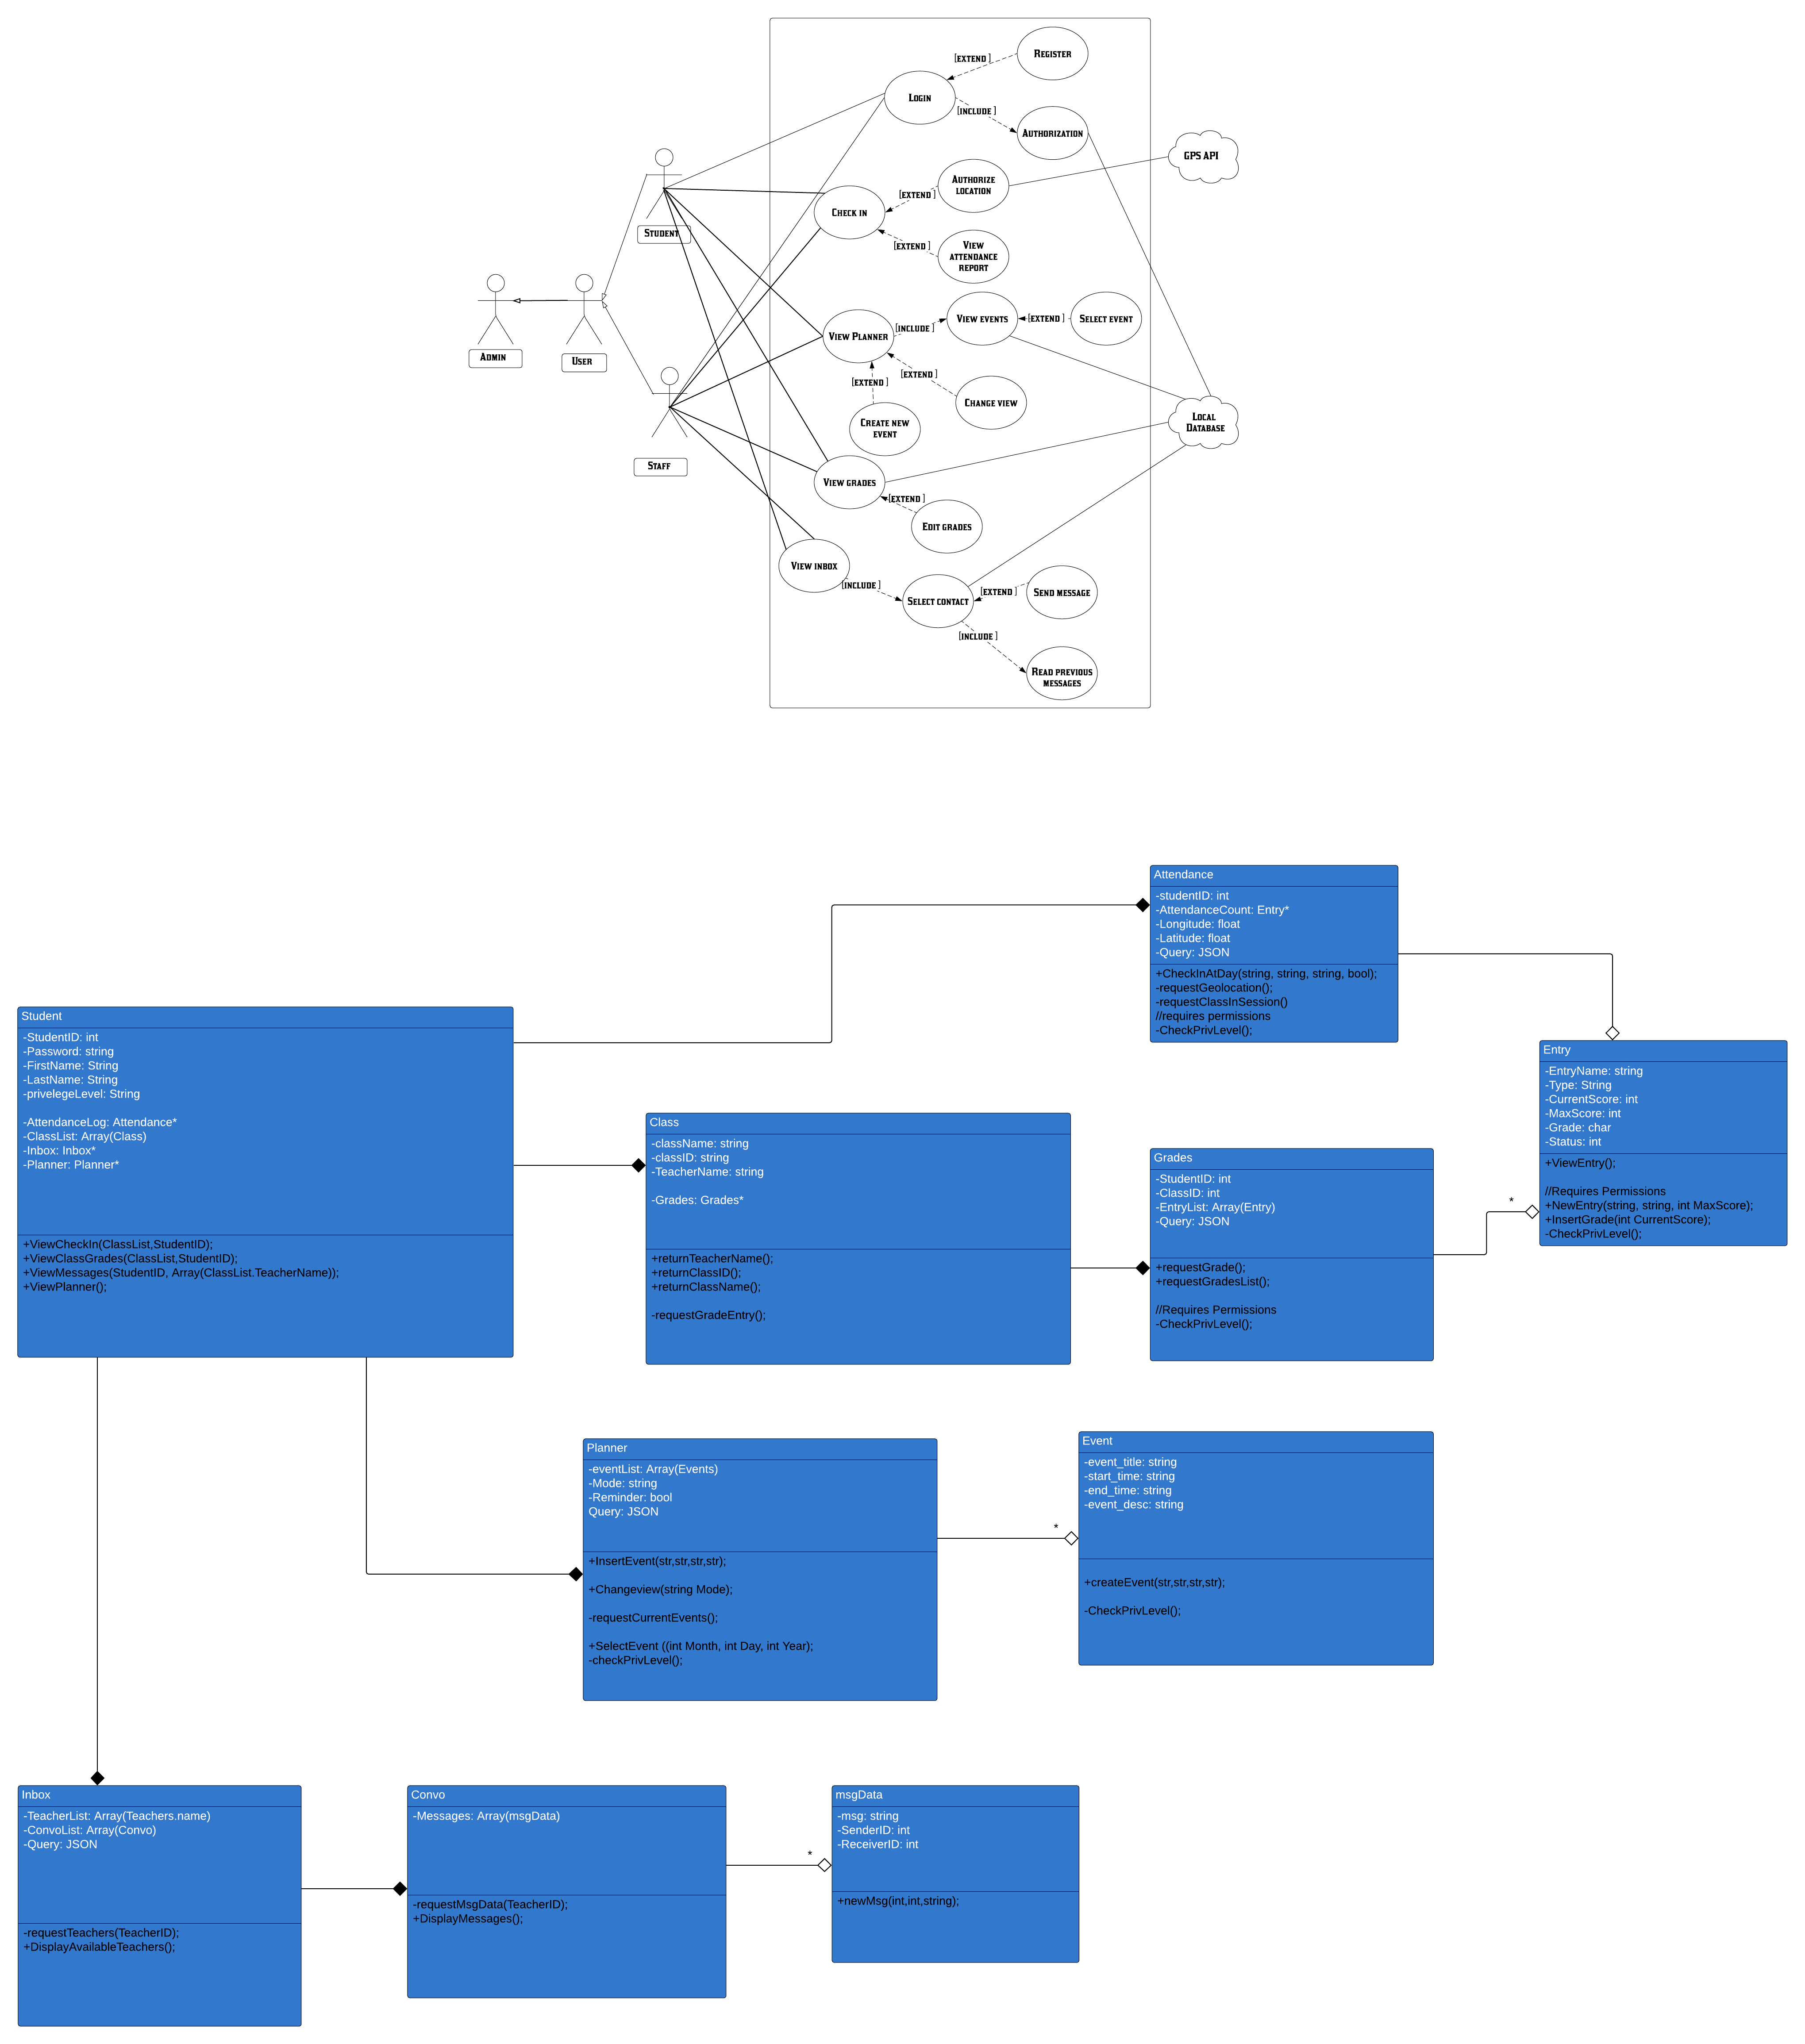 Register
[extend ]
Login
[include ]
Authorization
GPS API
Authorize
location
[extend ]
Student
Check in
[extend ]
View
attendance
report
View events
[extend ]
Select event
[include ]
View Planner
Admin
User
[extend ]
[extend ]
Change view
Create new
event
Local
Database
Staff
View grades
[extend ]
Edit grades
View inbox
[include ]
Select contact
[extend ]
Send message
[include ]
Read previous
messages
Attendance
-studentID: int
-AttendanceCount: Entry*
-Longitude: float
-Latitude: float
-Query: JSON
+CheckInAtDay(string, string, string, bool);
-requestGeolocation();
-requestClassInSession()
//requires permissions
-CheckPrivLevel();
Student
-StudentID: int
-Password: string
-FirstName: String
-LastName: String
-privelegeLevel: String
-AttendanceLog: Attendance*
-ClassList: Array(Class)
-Inbox: Inbox*
-Planner: Planner*
+ViewCheckIn(ClassList,StudentID);
+ViewClassGrades(ClassList,StudentID);
+ViewMessages(StudentID, Array(ClassList.TeacherName));
+ViewPlanner();
Entry
-EntryName: string
-Type: String
-CurrentScore: int
-MaxScore: int
-Grade: char
-Status: int
+ViewEntry();
//Requires Permissions
+NewEntry(string, string, int MaxScore);
+InsertGrade(int CurrentScore);
-CheckPrivLevel();
Class
-className: string
-classID: string
-TeacherName: string
-Grades: Grades*
+returnTeacherName();
+returnClassID();
+returnClassName();
-requestGradeEntry();
Grades
-StudentID: int
-ClassID: int
-EntryList: Array(Entry)
-Query: JSON
+requestGrade();
+requestGradesList();
//Requires Permissions
-CheckPrivLevel();
*
Planner
-eventList: Array(Events)
-Mode: string
-Reminder: bool
Query: JSON
+InsertEvent(str,str,str,str);
+Changeview(string Mode);
-requestCurrentEvents();
+SelectEvent ((int Month, int Day, int Year);
-checkPrivLevel();
*
Event
-event_title: string
-start_time: string
-end_time: string
-event_desc: string
+createEvent(str,str,str,str);
-CheckPrivLevel();
Inbox
-TeacherList: Array(Teachers.name)
-ConvoList: Array(Convo)
-Query: JSON
-requestTeachers(TeacherID);
+DisplayAvailableTeachers();
Convo
-Messages: Array(msgData)
-requestMsgData(TeacherID);
+DisplayMessages();
*
msgData
-msg: string
-SenderID: int
-ReceiverID: int
+newMsg(int,int,string);